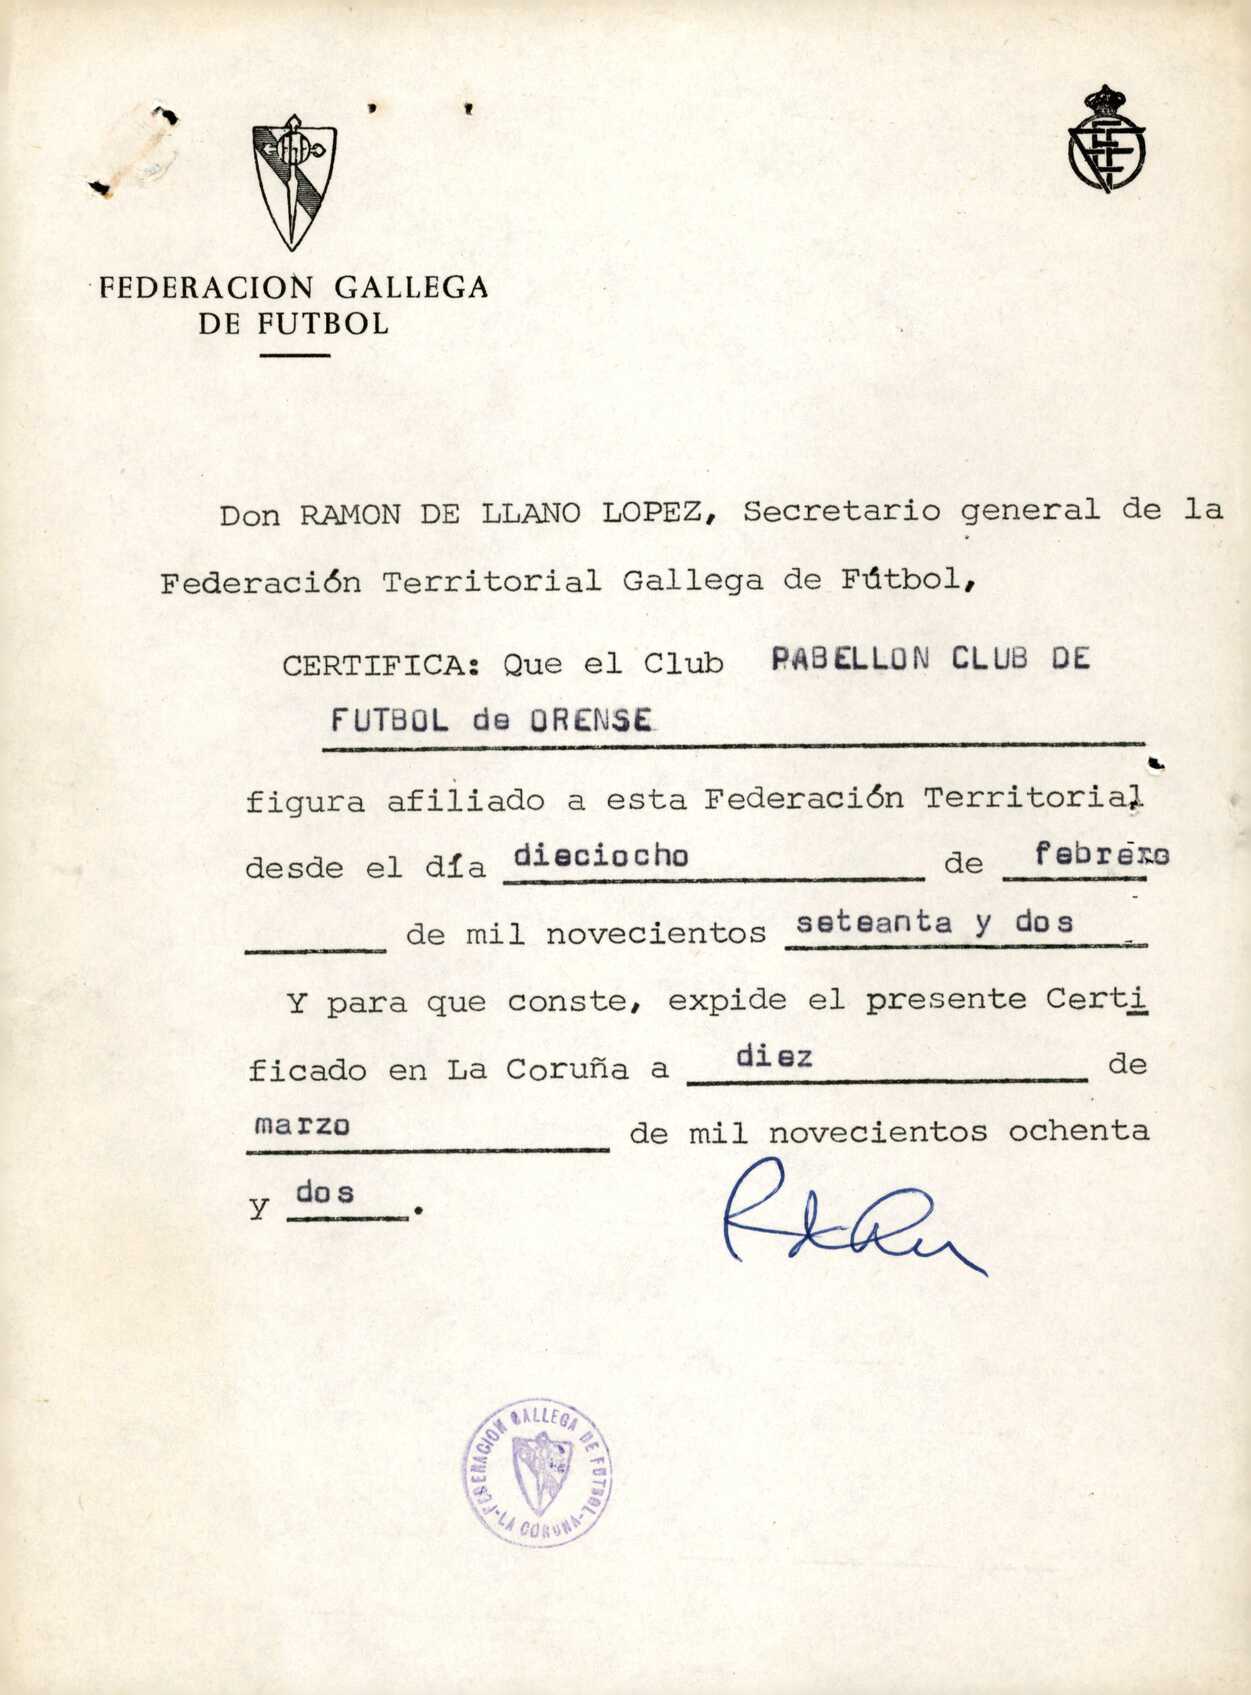 FEDERACION GALLEGA
DE FUTBOL
Don RAMON DE LLANO LOPEZ, Secretario general de la
Federación Territorial Gallega de Fútbol,
CERTIFICA: Que el Club PABELLON CLUB DE
FUTBOL de ORENSE
figura afiliado a esta Federación Territorial
desde el día dieciocho de febrero
de mil novecientos seteanta y dos
Y para que conste, expide el presente Certi
ficado en La Coruña a diez de
marzo de mil novecientos ochenta
y dos.
FEDERACION GALLEGA DE FUTBOL
-LA CORUÑA-